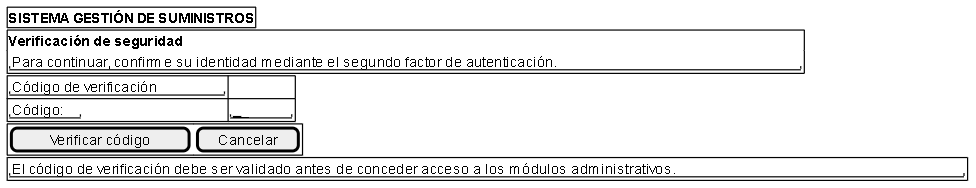 SISTEMA GESTIÓN DE SUMINISTROS
Verificación de seguridad
Para continuar, confirme su identidad mediante el segundo factor de autenticación.
Código de verificación
Código:
Verificar código Cancelar
El código de verificación debe ser validado antes de conceder acceso a los módulos administrativos.